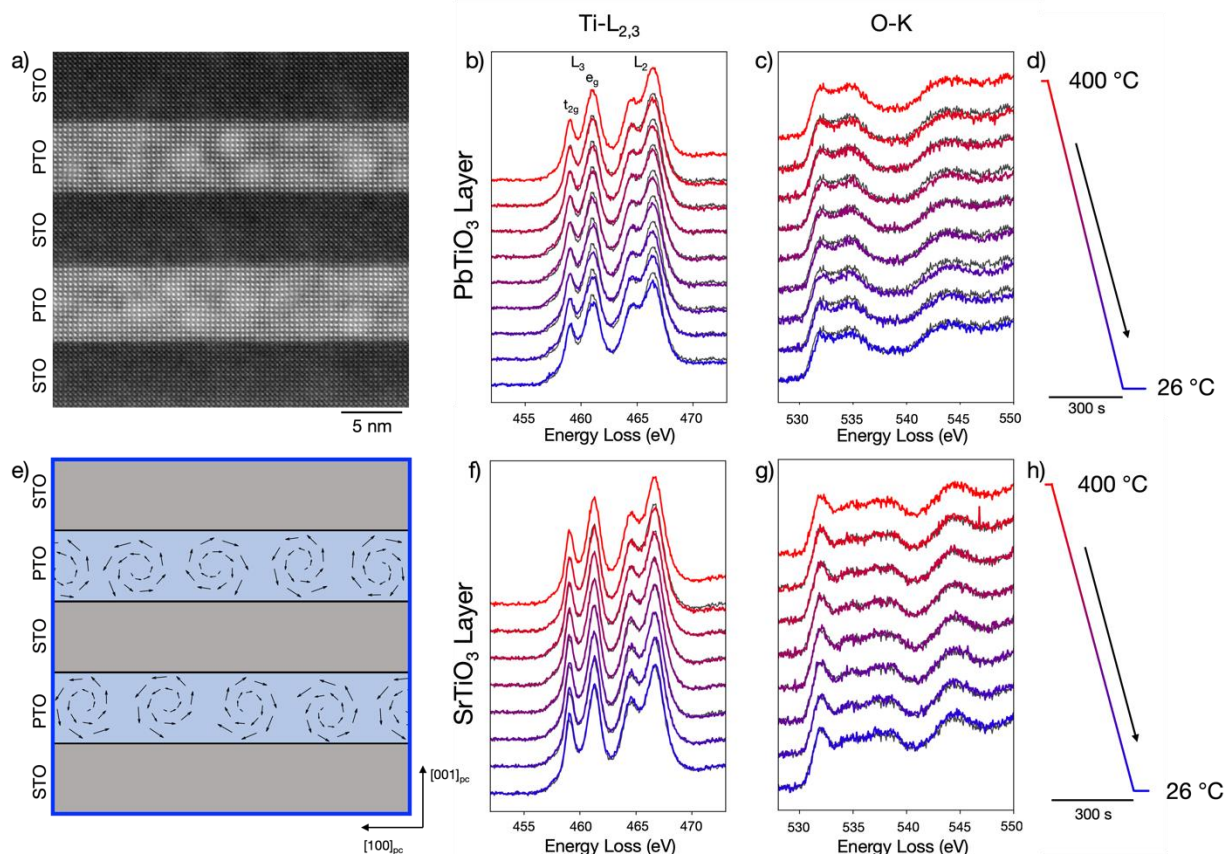 Ti-L2,3
O-K
a)
STO
PTO
STO
PTO
STO
5 nm
b)
L3
eg
t2g
L2
PbTiO3 Layer
455 460 465 470
Energy Loss (eV)
c)
530 535 540 545 550
Energy Loss (eV)
d)
400 °C
26 °C
300 s
e)
STO
PTO
STO
PTO
STO
[001]pc
[100]pc
f)
SrTiO3 Layer
455 460 465 470
Energy Loss (eV)
g)
530 535 540 545 550
Energy Loss (eV)
h)
400 °C
26 °C
300 s